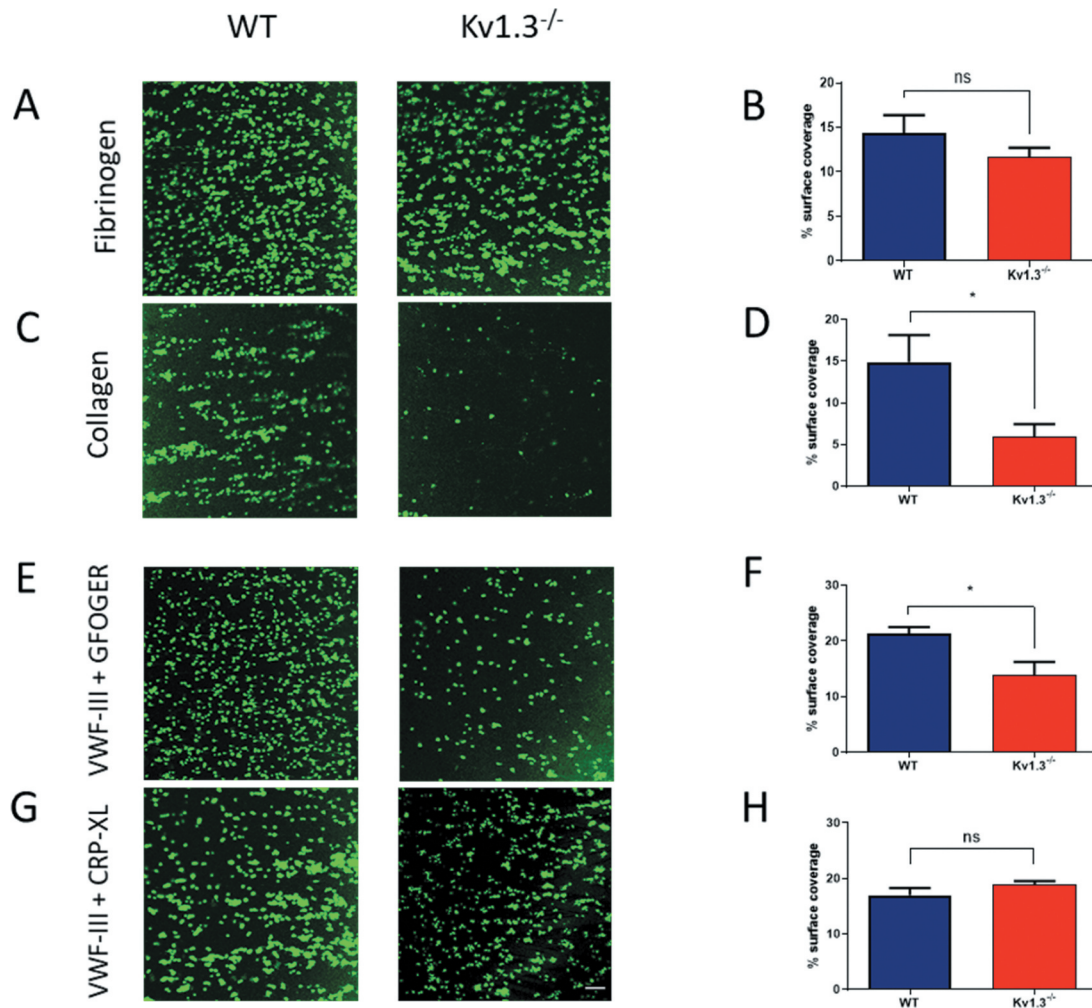 WT Kv1.3-/-
A
Fibrinogen
B
% surface coverage
20
15
10
5
0
ns
WT Kv1.3-/-
C
Collagen
D
% surface coverage
20
15
10
5
0
*
WT Kv1.3-/-
E
VWF-III + GFOGER
F
% surface coverage
30
20
10
0
*
WT Kv1.3-/-
G
VWF-III + CRP-XL
H
% surface coverage
30
20
10
0
ns
WT Kv1.3-/-